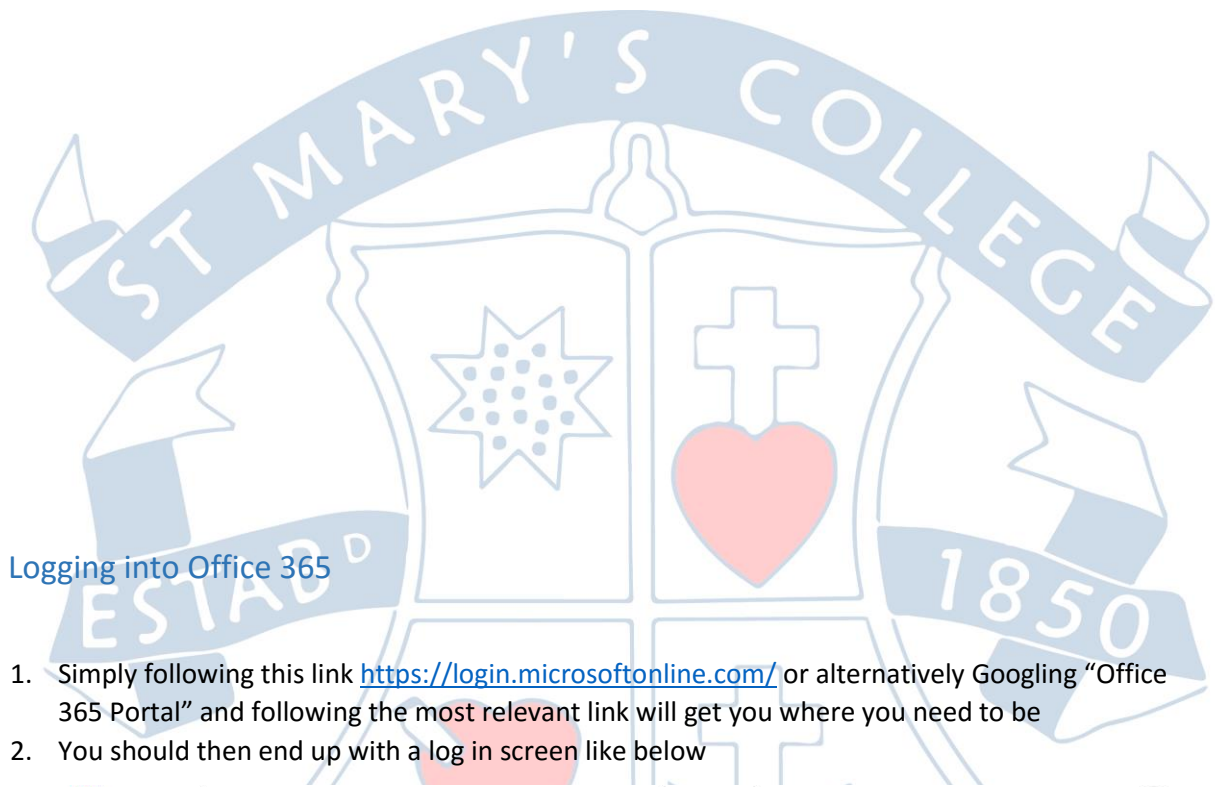 ST MARY'S COLLEGE
ESTABD 1850
Logging into Office 365
1. Simply following this link https://login.microsoftonline.com/ or alternatively Googling “Office
365 Portal” and following the most relevant link will get you where you need to be
2. You should then end up with a log in screen like below